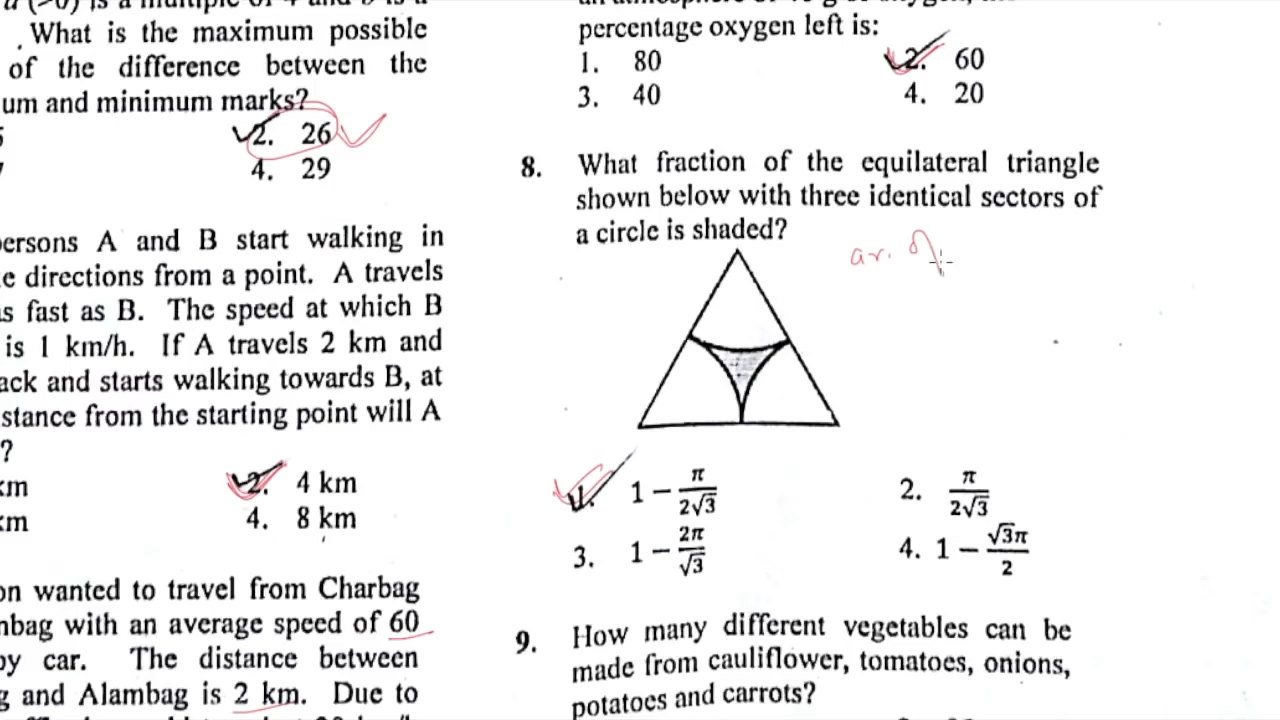 What is the maximum possible
of the difference between the
um and minimum marks?
2. 26
4. 29
persons A and B start walking in
directions from a point. A travels
as fast as B. The speed at which B
is 1 km/h. If A travels 2 km and
back and starts walking towards B, at
distance from the starting point will A
?
km
2. 4 km
km
4. 8 km
on wanted to travel from Charbag
mbag with an average speed of 60
by car. The distance between
g and Alambag is 2 km. Due to
percentage oxygen left is:
1. 80
2. 60
3. 40
4. 20
8. What fraction of the equilateral triangle
shown below with three identical sectors of
a circle is shaded?
ar. of
1. 1 − π/2√3
2. π/2√3
3. 1 − 2π/√3
4. 1 − √3π/2
9. How many different vegetables can be
made from cauliflower, tomatoes, onions,
potatoes and carrots?